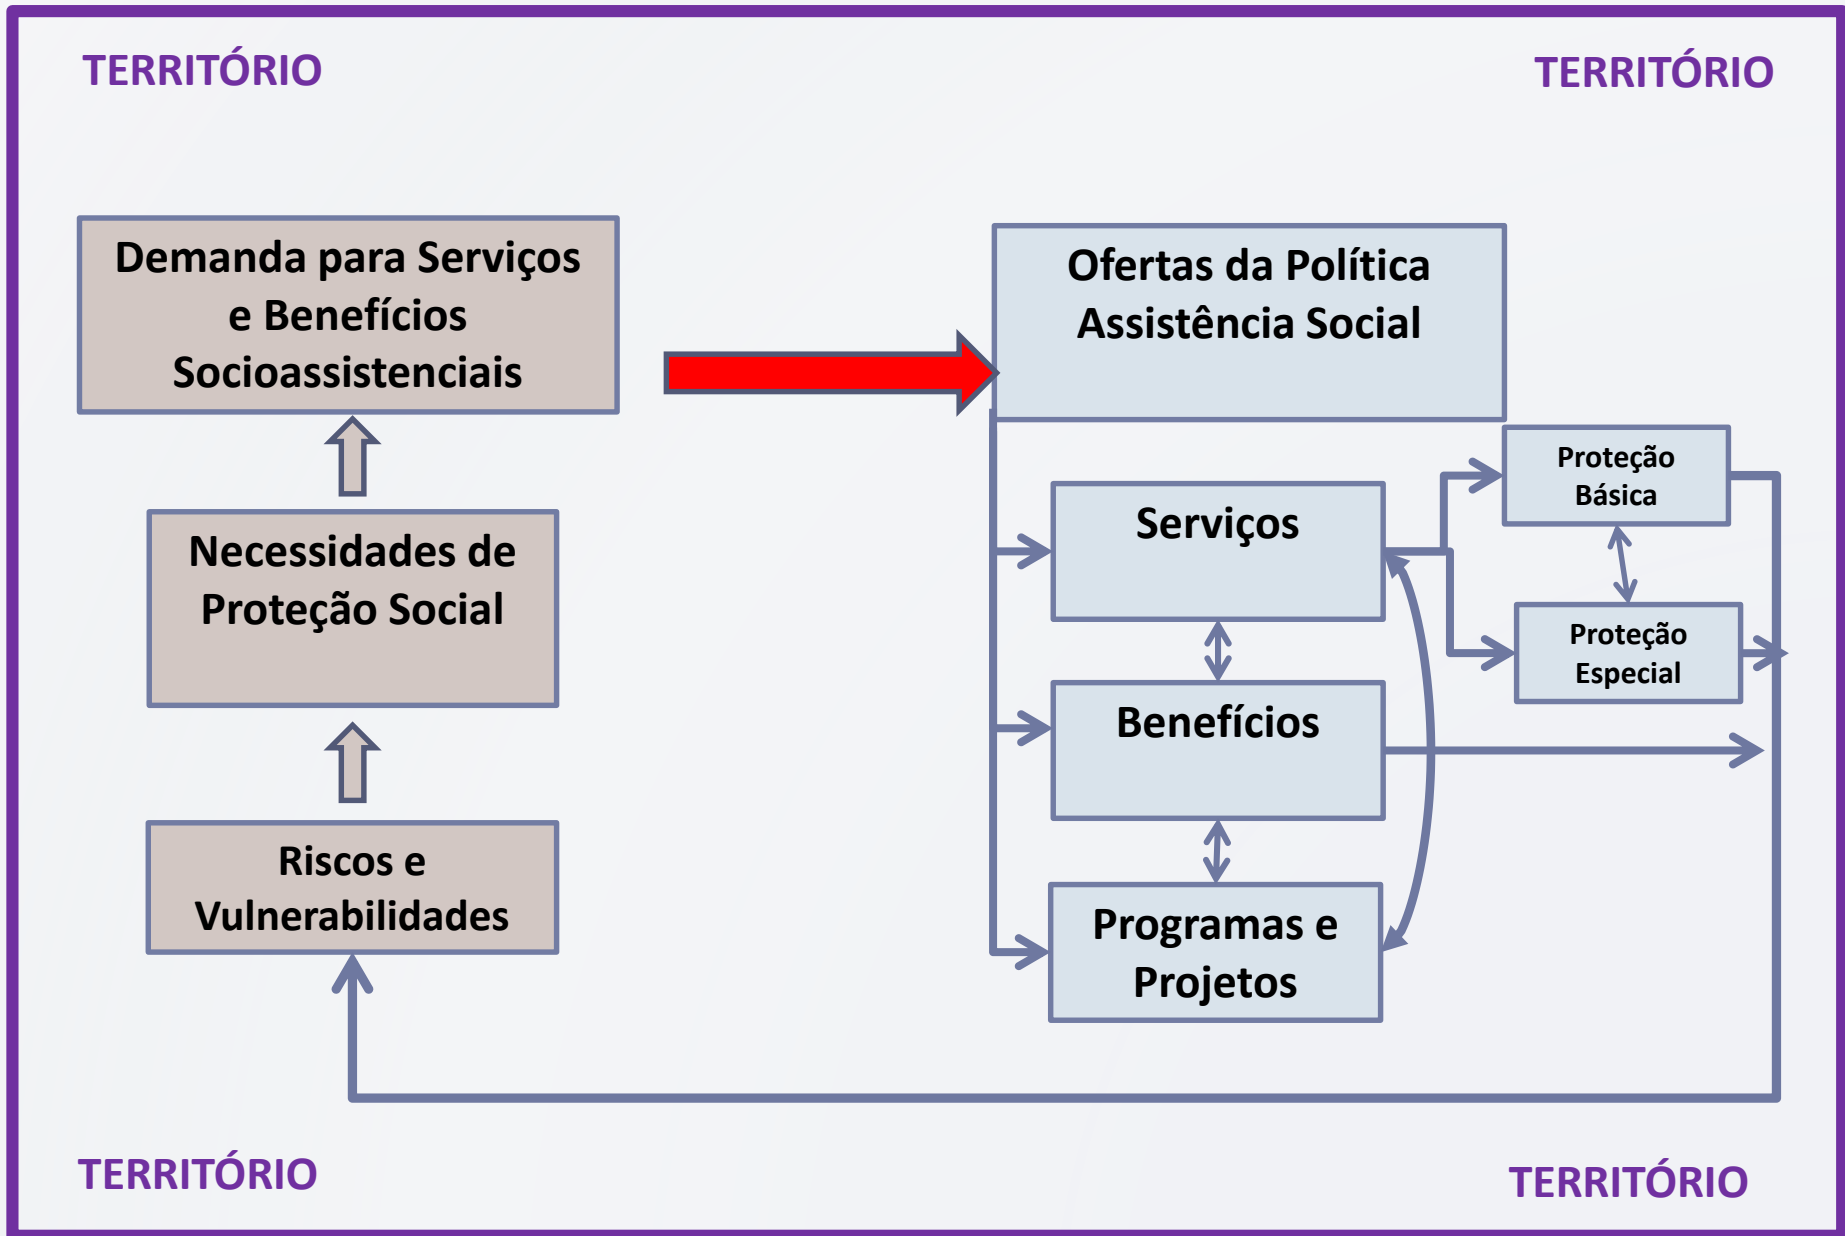 TERRITÓRIO
TERRITÓRIO
Demanda para Serviços
e Benefícios
Socioassistenciais
Ofertas da Política
Assistência Social
Necessidades de
Proteção Social
Riscos e
Vulnerabilidades
Serviços
Benefícios
Programas e
Projetos
Proteção
Básica
Proteção
Especial
TERRITÓRIO
TERRITÓRIO